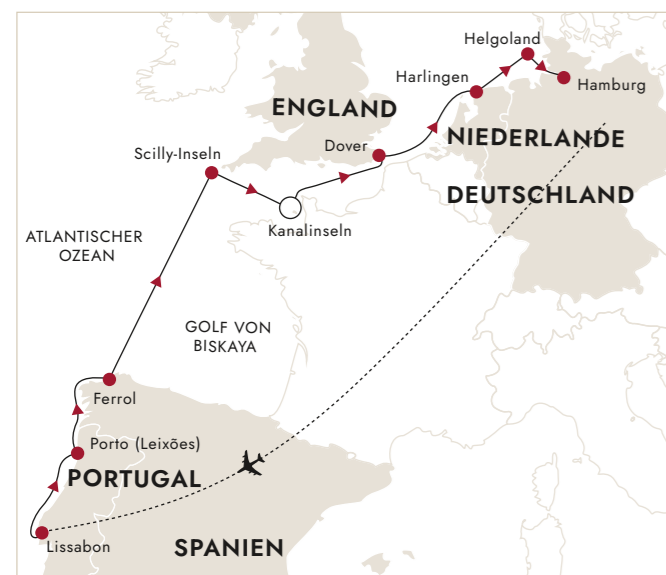 Helgoland
Harlingen
Hamburg
ENGLAND
NIEDERLANDE
Dover
Scilly-Inseln
DEUTSCHLAND
Kanalinseln
ATLANTISCHER
OZEAN
GOLF VON
BISKAYA
Ferrol
Porto (Leixões)
PORTUGAL
Lissabon
SPANIEN